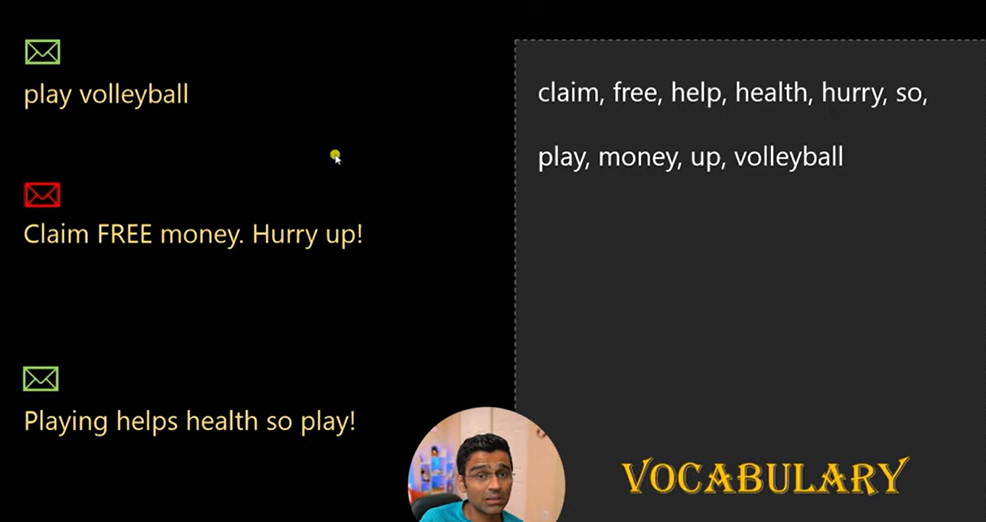 play volleyball
Claim FREE money. Hurry up!
Playing helps health so play!
claim, free, help, health, hurry, so,
play, money, up, volleyball
VOCABULARY